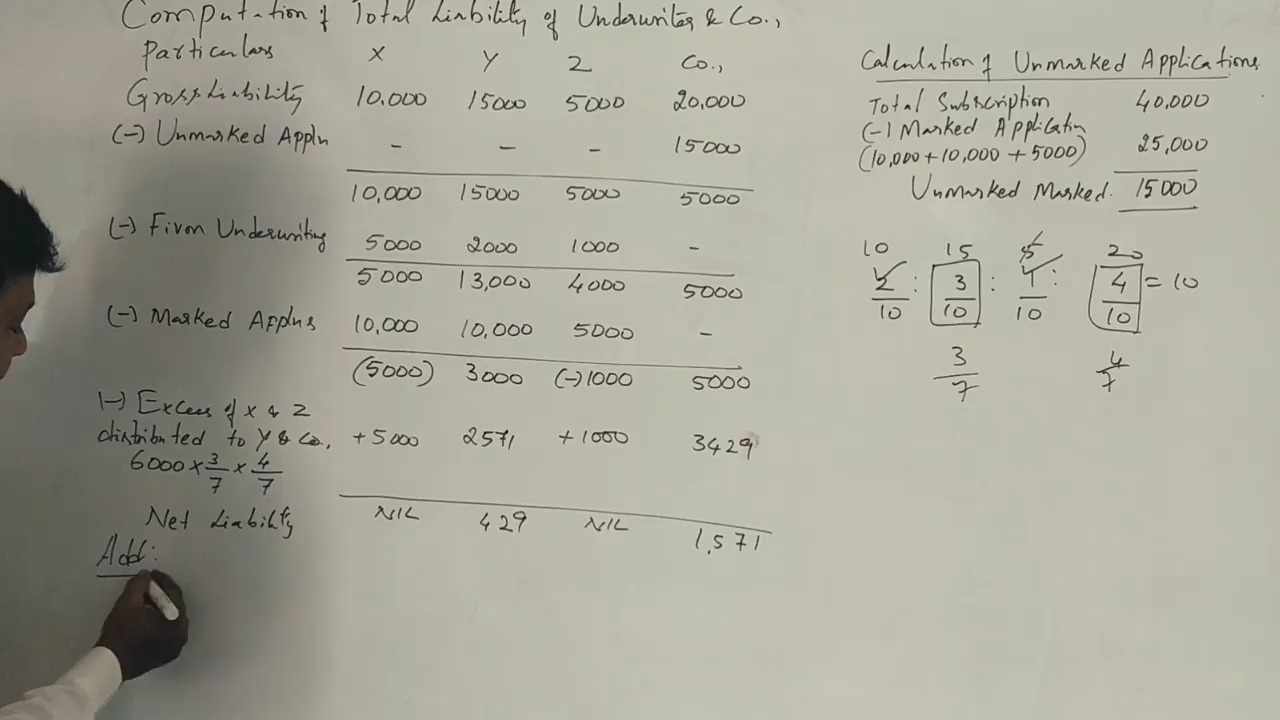 Computation of Total Liability of Underwriter & Co.,
Particulars X Y Z Co.,
Gross Liability 10,000 15000 5000 20,000
(-) Unmarked Appln - - - 15000
10,000 15000 5000 5000
(-) Firm Underwriting 5000 2000 1000 -
5000 13,000 4000 5000
(-) Marked Applns 10,000 10,000 5000 -
(5000) 3000 (-)1000 5000
(-) Excess of X & Z
distributed to Y & Co., +5000 2571 +1000 3429
6000 × 3/7 × 4/7
Net Liability NIL 429 NIL 1,571
Add:
Calculation of Unmarked Applications
Total Subscription 40,000
(-) Marked Application
(10,000+10,000+5000) 25,000
Unmarked Marked. 15000
10 15 5 20
2/10 : 3/10 : 1/10 : 4/10 = 10
3/7 4/7